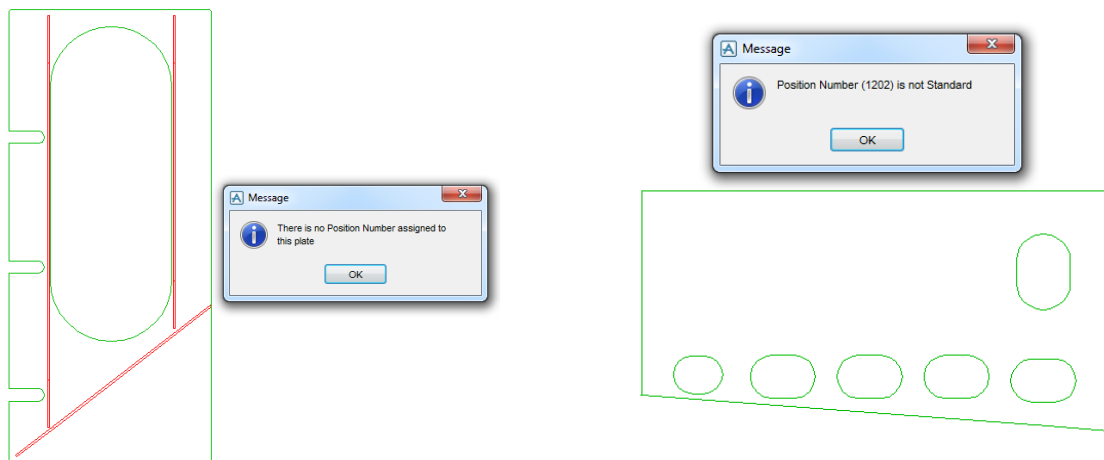 Message
There is no Position Number assigned to
this plate
OK
Message
Position Number (1202) is not Standard
OK